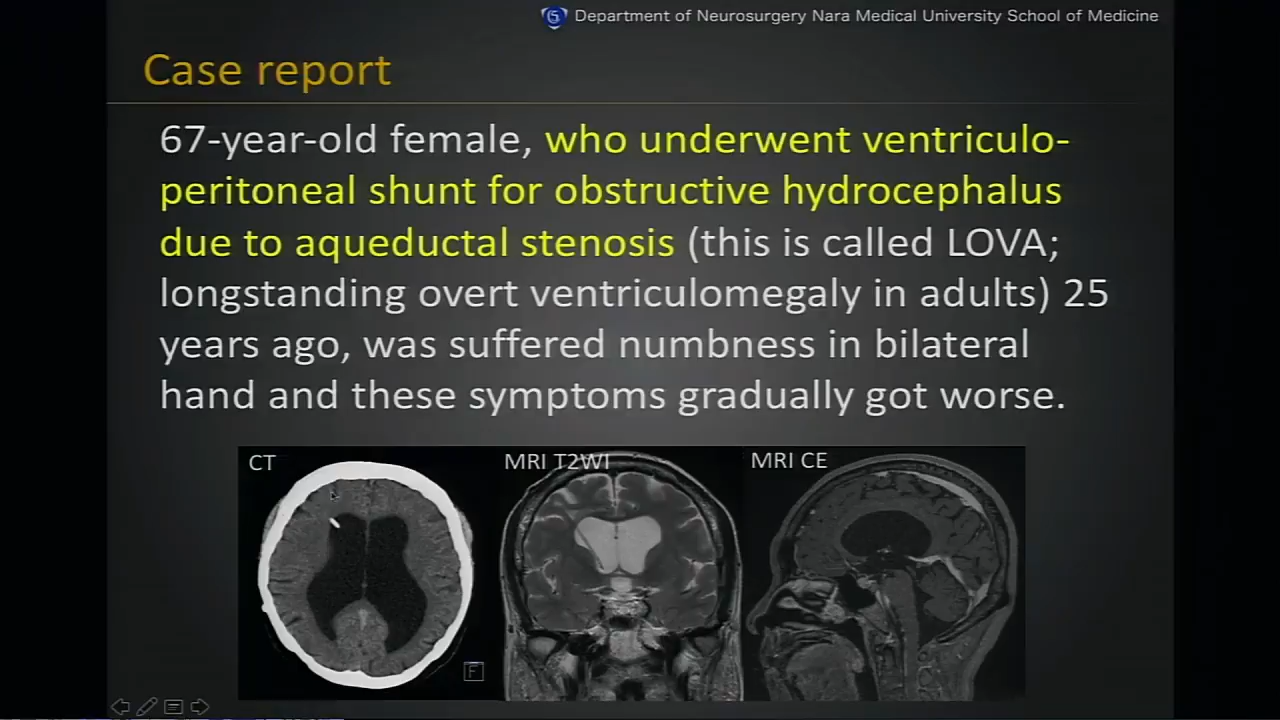 Department of Neurosurgery Nara Medical University School of Medicine
Case report
67-year-old female, who underwent ventriculo-
peritoneal shunt for obstructive hydrocephalus
due to aqueductal stenosis (this is called LOVA;
longstanding overt ventriculomegaly in adults) 25
years ago, was suffered numbness in bilateral
hand and these symptoms gradually got worse.
CT
MRI T2WI
MRI CE
F